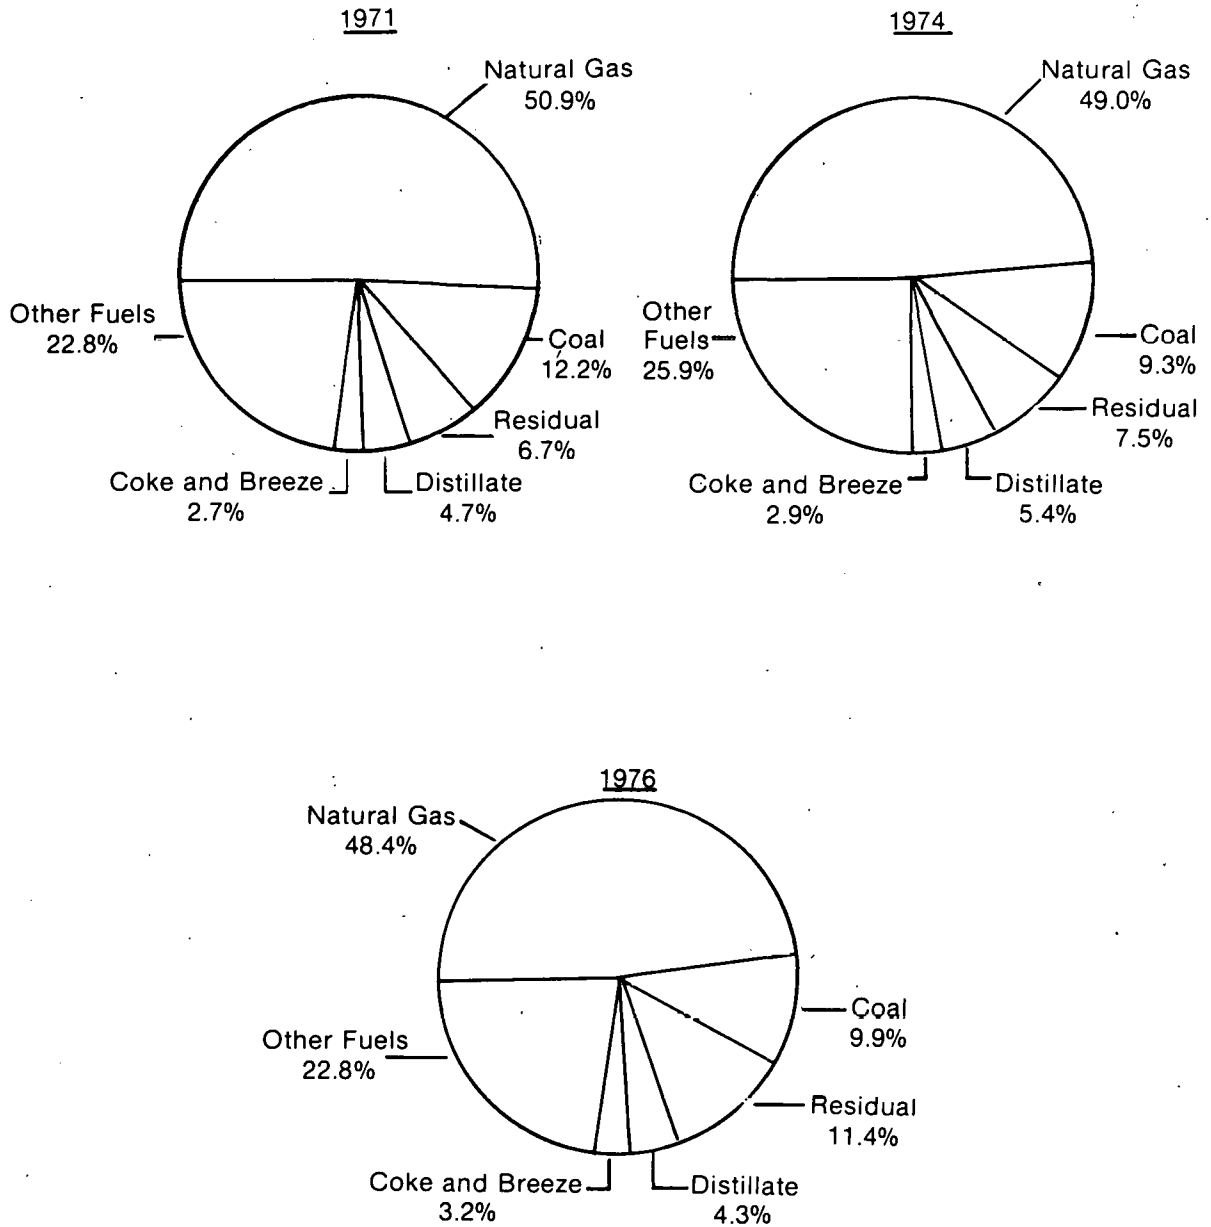 1971
Natural Gas
50.9%
Coal
12.2%
Residual
6.7%
Distillate
4.7%
Coke and Breeze
2.7%
Other Fuels
22.8%
1974
Natural Gas
49.0%
Coal
9.3%
Residual
7.5%
Distillate
5.4%
Coke and Breeze
2.9%
Other
Fuels
25.9%
1976
Natural Gas
48.4%
Coal
9.9%
Residual
11.4%
Distillate
4.3%
Coke and Breeze
3.2%
Other Fuels
22.8%